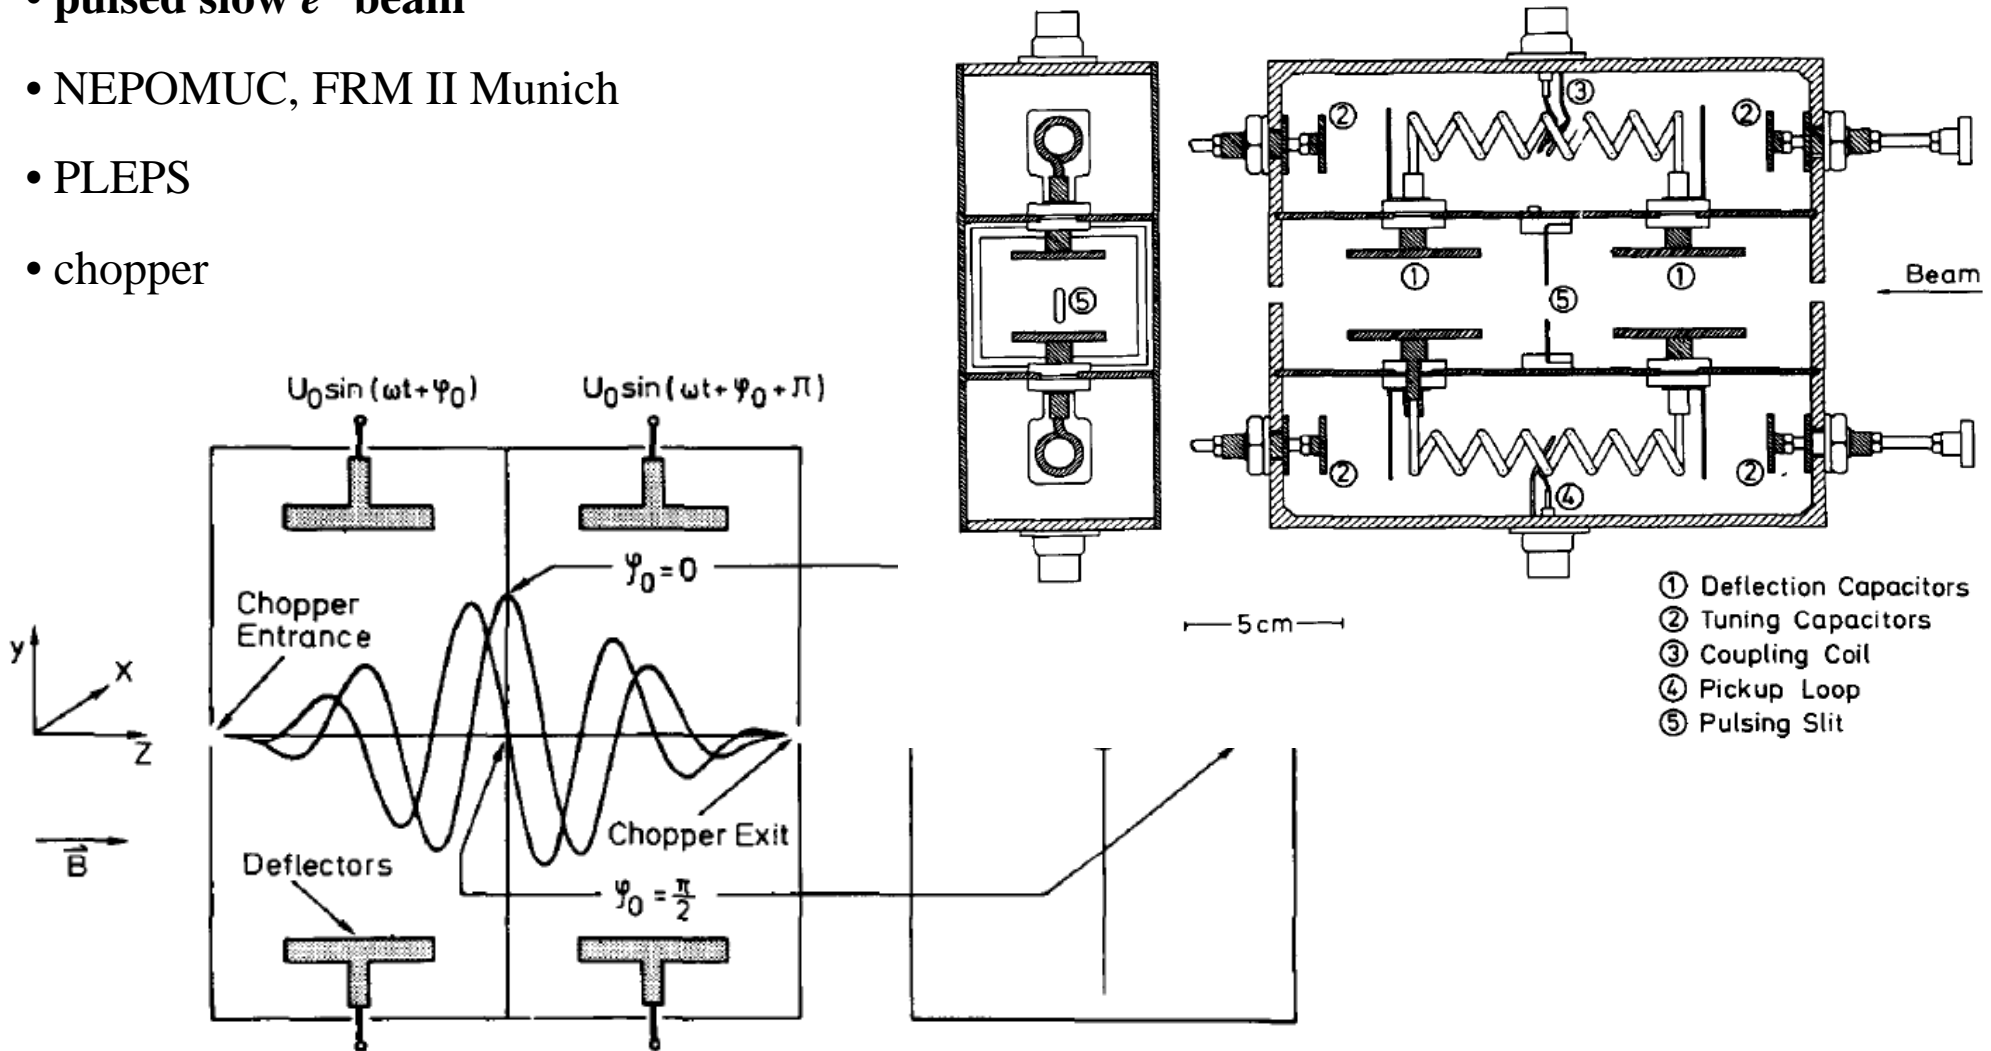 • pulsed slow e beam
• NEPOMUC, FRM II Munich
• PLEPS
• chopper
③
②
②
①
①
⑤
⑤
Beam
②
②
④
5cm
① Deflection Capacitors
② Tuning Capacitors
③ Coupling Coil
④ Pickup Loop
⑤ Pulsing Slit
U₀sin(ωt+φ₀)
U₀sin(ωt+φ₀+π)
φ₀=0
Chopper
Entrance
y
x
z
B⃗
Chopper Exit
Deflectors
φ₀=π/2